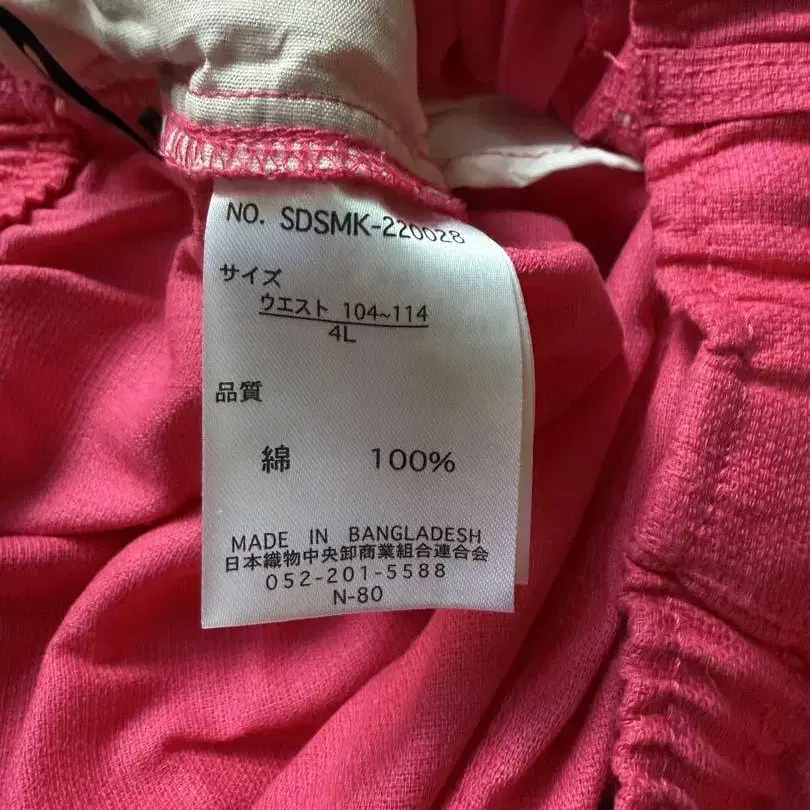 NO. SDSMK-220028
サイズ
ウエスト 104~114
4L
品質
綿 100%
MADE IN BANGLADESH
日本織物中央卸商業組合連合会
052-201-5588
N-80